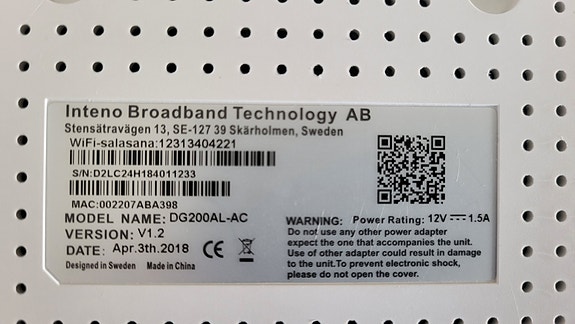 Inteno Broadband Technology AB
Stensätravägen 13, SE-127 39 Skärholmen, Sweden
WiFi-salasana:12313404221
S/N:D2LC24H184011233
MAC:002207ABA398
MODEL NAME: DG200AL-AC
VERSION: V1.2
DATE: Apr.3th.2018
CE
Designed in Sweden Made in China
WARNING: Power Rating: 12V ⎓ 1.5A
Do not use any other power adapter
expect the one that accompanies the unit.
Use of other adapter could result in damage
to the unit.To prevent electronic shock,
please do not open the cover.